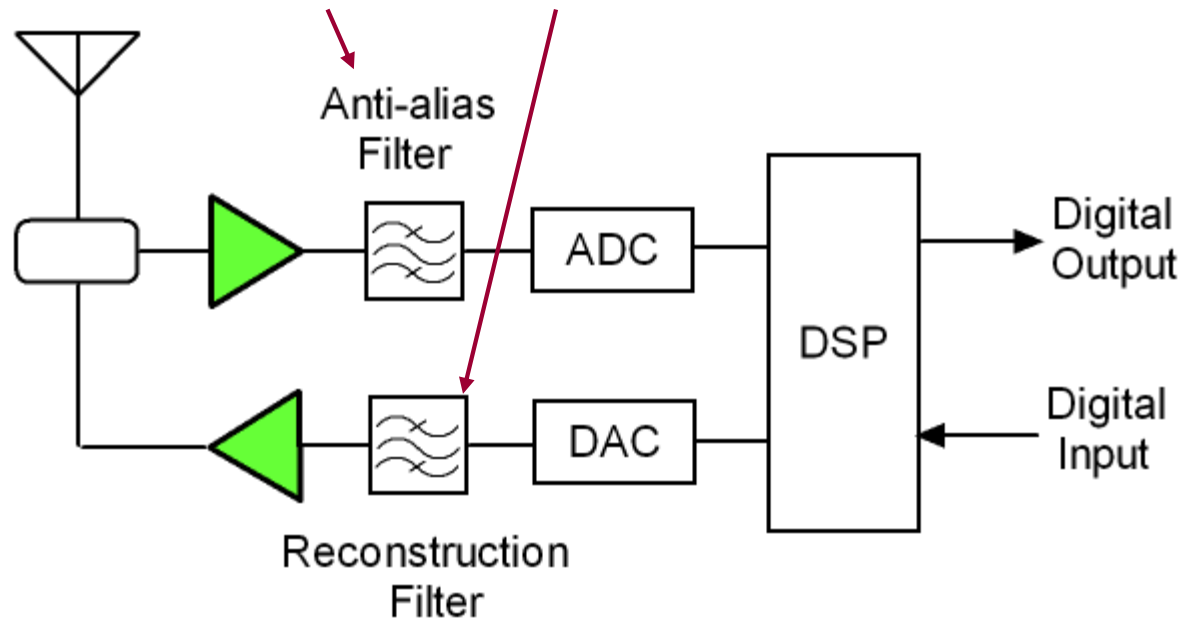 Anti-alias
Filter
ADC
Digital
Output
DSP
Digital
Input
DAC
Reconstruction
Filter